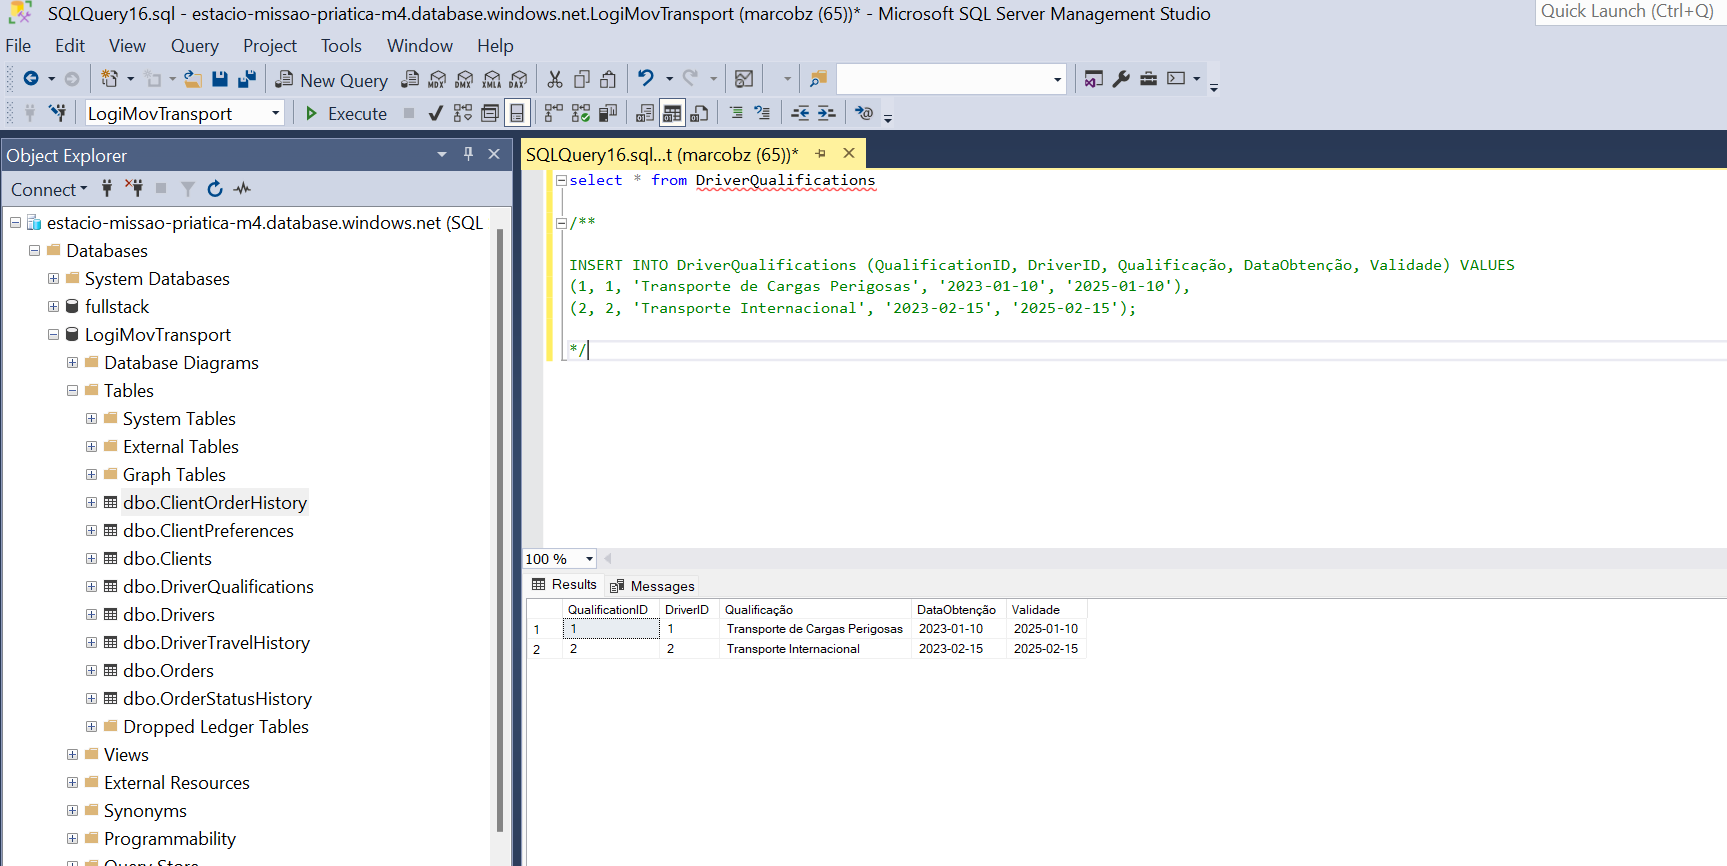 SQLQuery16.sql - estacio-missao-priatica-m4.database.windows.net.LogiMovTransport (marcobz (65))* - Microsoft SQL Server Management Studio
Quick Launch (Ctrl+Q)
File Edit View Query Project Tools Window Help
New Query MDX DMX XMLA DAX
LogiMovTransport Execute
Object Explorer
SQLQuery16.sql...t (marcobz (65))*
Connect
select * from DriverQualifications
/**
INSERT INTO DriverQualifications (QualificationID, DriverID, Qualificação, DataObtenção, Validade) VALUES
(1, 1, 'Transporte de Cargas Perigosas', '2023-01-10', '2025-01-10'),
(2, 2, 'Transporte Internacional', '2023-02-15', '2025-02-15');
*/
estacio-missao-priatica-m4.database.windows.net (SQL
Databases
System Databases
fullstack
LogiMovTransport
Database Diagrams
Tables
System Tables
External Tables
Graph Tables
dbo.ClientOrderHistory
dbo.ClientPreferences
dbo.Clients
dbo.DriverQualifications
dbo.Drivers
dbo.DriverTravelHistory
dbo.Orders
dbo.OrderStatusHistory
Dropped Ledger Tables
Views
External Resources
Synonyms
Programmability
Query Store
100 %
Results Messages
QualificationID DriverID Qualificação DataObtenção Validade
1 1 1 Transporte de Cargas Perigosas 2023-01-10 2025-01-10
2 2 2 Transporte Internacional 2023-02-15 2025-02-15